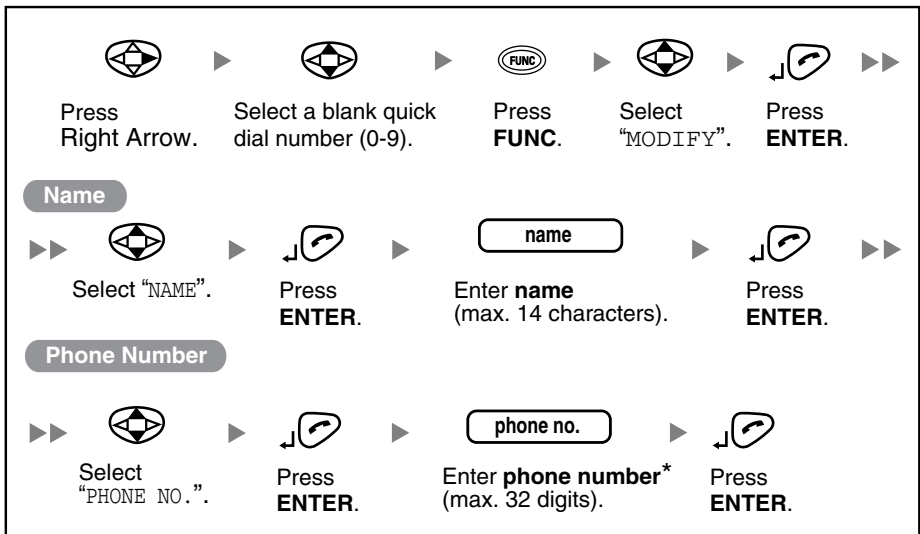 FUNC
Press Right Arrow.
Select a blank quick dial number (0-9).
Press FUNC.
Select “MODIFY”.
Press ENTER.
Name
name
Select “NAME”.
Press ENTER.
Enter name (max. 14 characters).
Press ENTER.
Phone Number
phone no.
Select “PHONE NO.”.
Press ENTER.
Enter phone number* (max. 32 digits).
Press ENTER.